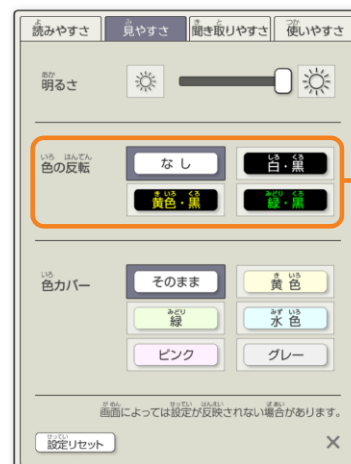 読みやすさ 見やすさ 聞き取りやすさ 使いやすさ
明るさ
色の反転 なし 白・黒
黄色・黒 緑・黒
色カバー そのまま 黄色
緑 水色
ピンク グレー
画面によっては設定が反映されない場合があります。
設定リセット ×